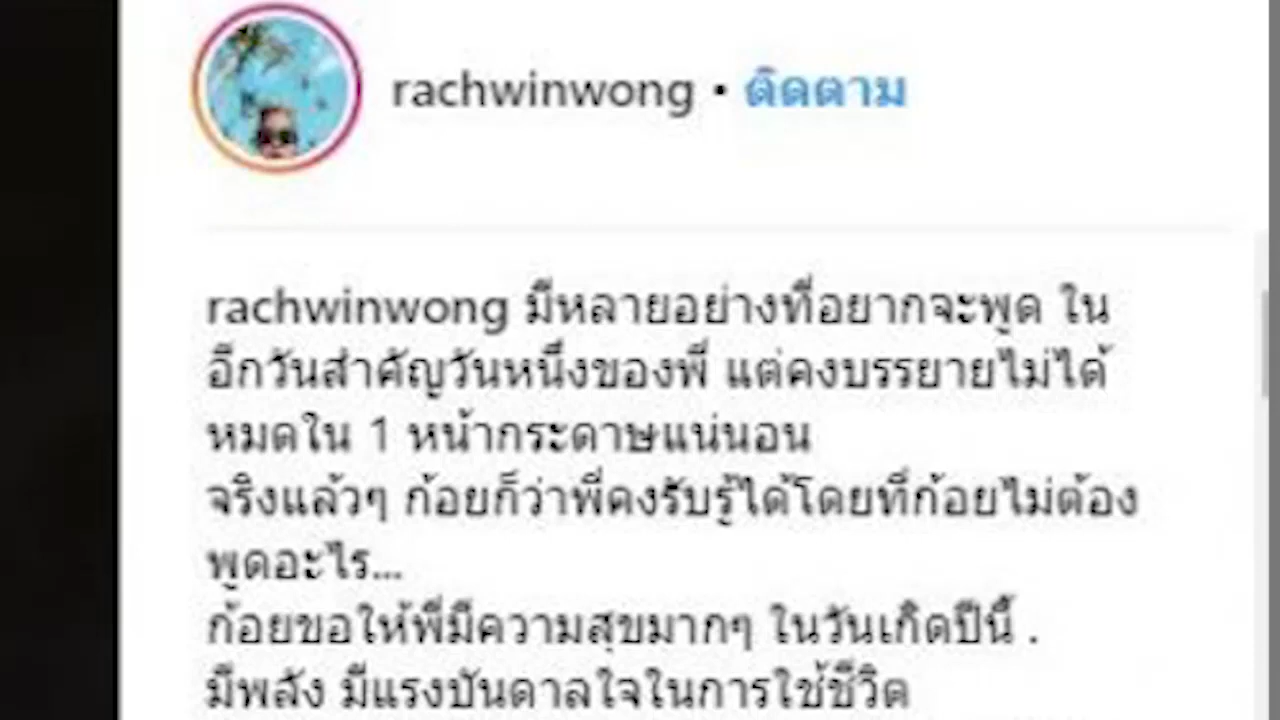 rachwinwong • ติดตาม
rachwinwong มีหลายอย่างที่อยากจะพูด ใน
อีกวันสำคัญวันหนึ่งของพี่ แต่คงบรรยายไม่ได้
หมดใน 1 หน้ากระดาษแน่นอน
จริงแล้วๆ ก้อยก็ว่าพี่คงรับรู้ได้โดยที่ก้อยไม่ต้อง
พูดอะไร...
ก้อยขอให้พี่มีความสุขมากๆ ในวันเกิดปีนี้ .
มีพลัง มีแรงบันดาลใจในการใช้ชีวิต